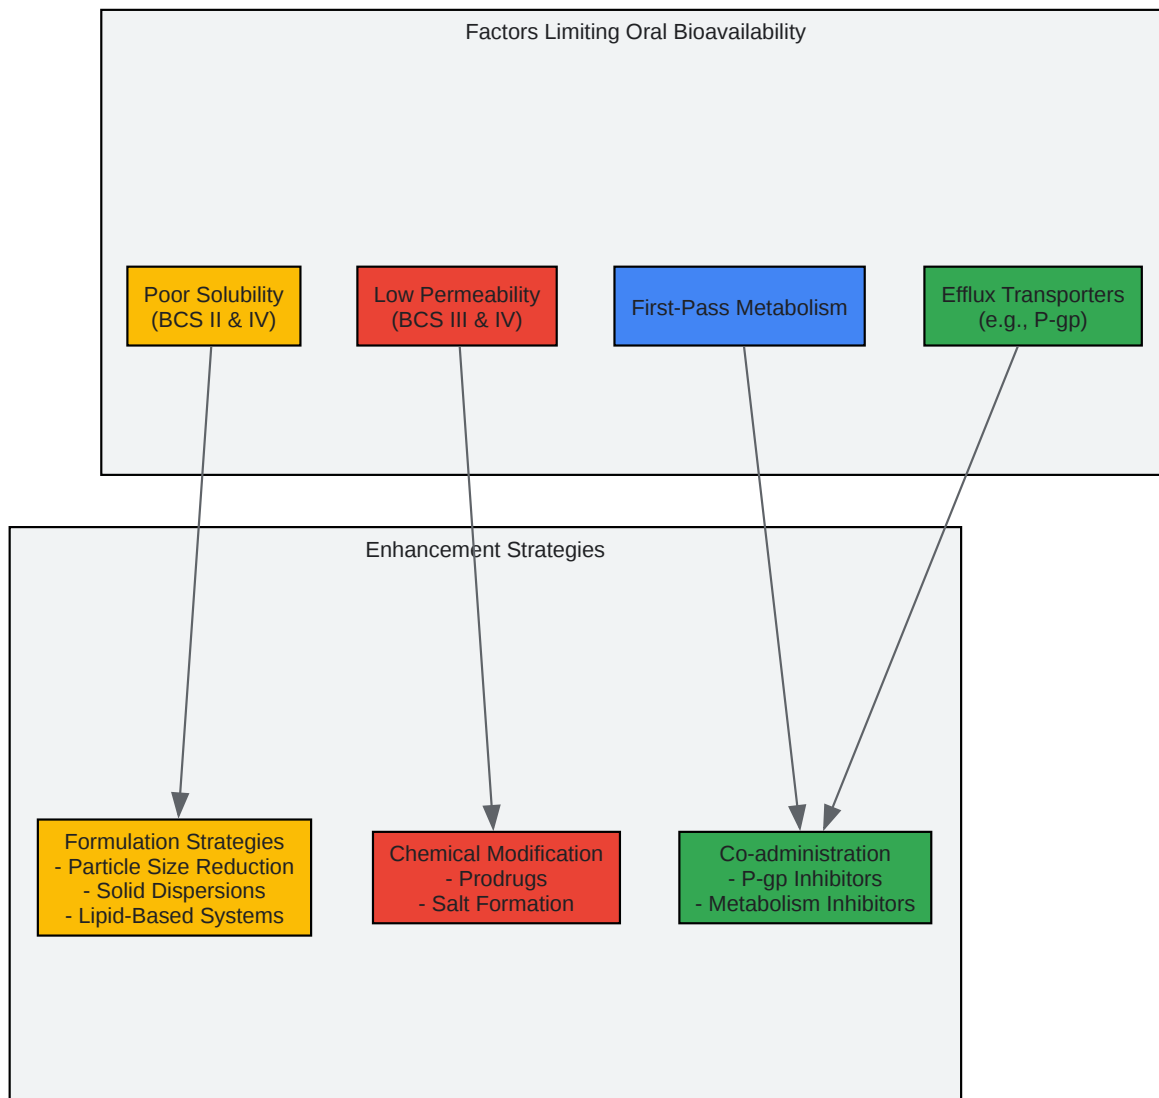 Factors Limiting Oral Bioavailability
Poor Solubility
(BCS II & IV)
Low Permeability
(BCS III & IV)
First-Pass Metabolism
Efflux Transporters
(e.g., P-gp)
Enhancement Strategies
Formulation Strategies
- Particle Size Reduction
- Solid Dispersions
- Lipid-Based Systems
Chemical Modification
- Prodrugs
- Salt Formation
Co-administration
- P-gp Inhibitors
- Metabolism Inhibitors